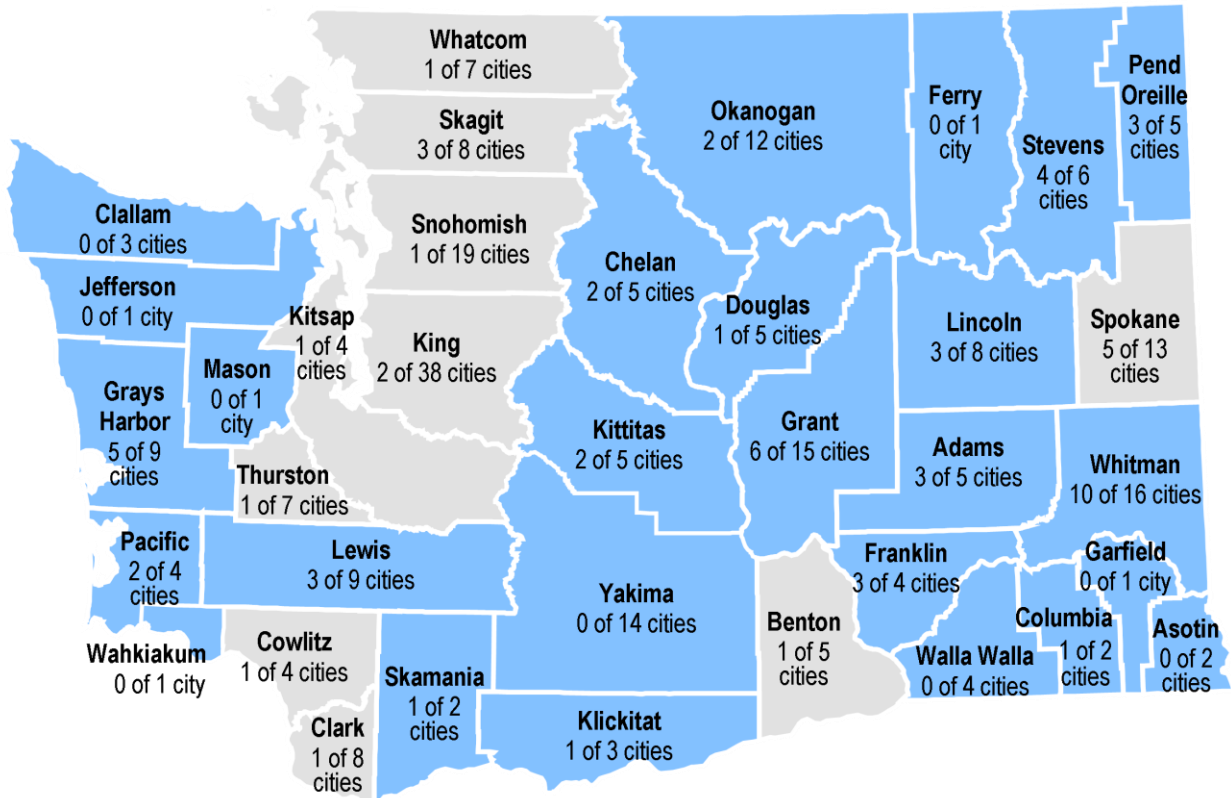 Whatcom
1 of 7 cities
Skagit
3 of 8 cities
Snohomish
1 of 19 cities
King
2 of 38 cities
Okanogan
2 of 12 cities
Ferry
0 of 1
city
Stevens
4 of 6
cities
Pend
Oreille
3 of 5
cities
Clallam
0 of 3 cities
Jefferson
0 of 1 city
Kitsap
1 of 4
cities
Mason
0 of 1
city
Grays
Harbor
5 of 9
cities
Thurston
1 of 7 cities
Chelan
2 of 5 cities
Douglas
1 of 5 cities
Lincoln
3 of 8 cities
Spokane
5 of 13
cities
Kittitas
2 of 5 cities
Grant
6 of 15 cities
Adams
3 of 5 cities
Whitman
10 of 16 cities
Pacific
2 of 4
cities
Lewis
3 of 9 cities
Yakima
0 of 14 cities
Franklin
3 of 4 cities
Garfield
0 of 1 city
Wahkiakum
0 of 1 city
Cowlitz
1 of 4 cities
Clark
1 of 8
cities
Skamania
1 of 2
cities
Klickitat
1 of 3 cities
Benton
1 of 5
cities
Walla Walla
0 of 4 cities
Columbia
1 of 2
cities
Asotin
0 of 2
cities